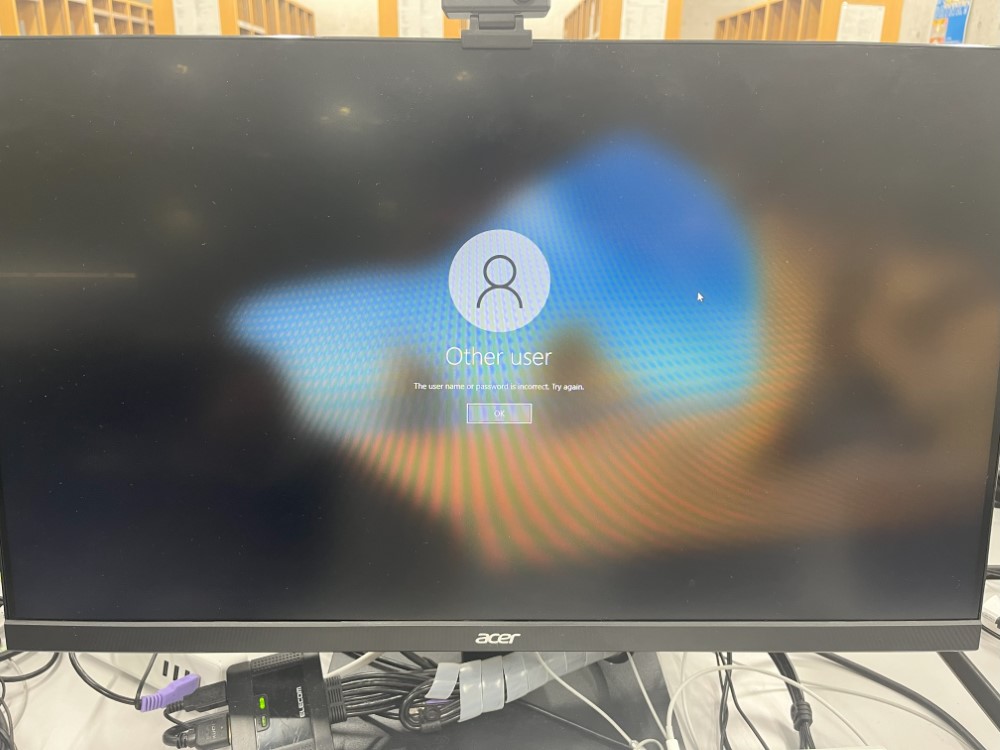 Other user
The user name or password is incorrect. Try again.
OK
acer
ELECOM